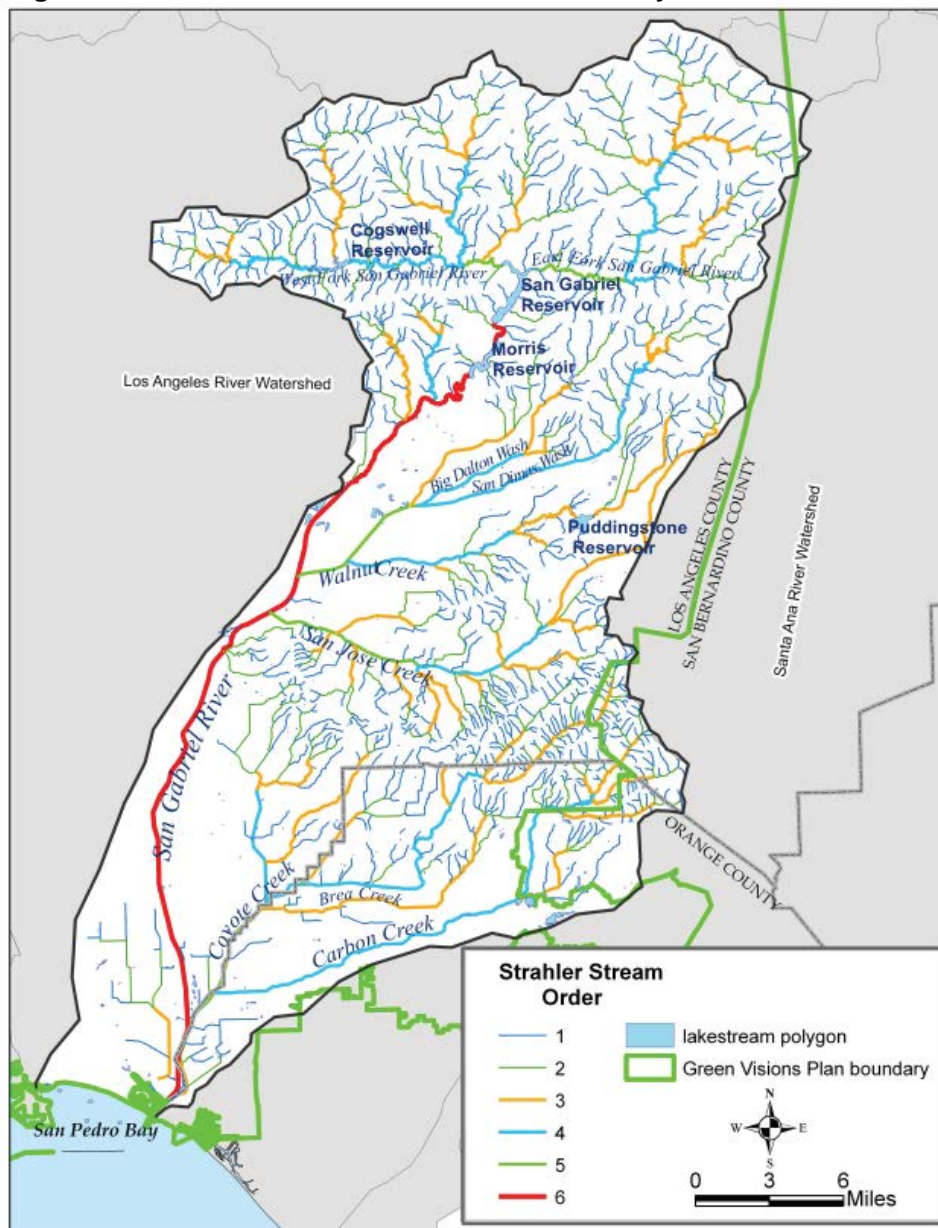 Cogswell
Reservoir
West Fork San Gabriel River
East Fork San Gabriel River
San Gabriel
Reservoir
Morris
Reservoir
Los Angeles River Watershed
Big Dalton Wash
San Dimas Wash
Puddingstone
Reservoir
Walnut Creek
LOS ANGELES COUNTY
SAN BERNARDINO COUNTY
Santa Ana River Watershed
San Jose Creek
San Gabriel River
ORANGE COUNTY
Coyote Creek
Brea Creek
Carbon Creek
San Pedro Bay
Strahler Stream
Order
1
2
3
4
5
6
lakestream polygon
Green Visions Plan boundary
N
W
E
S
0 3 6
Miles